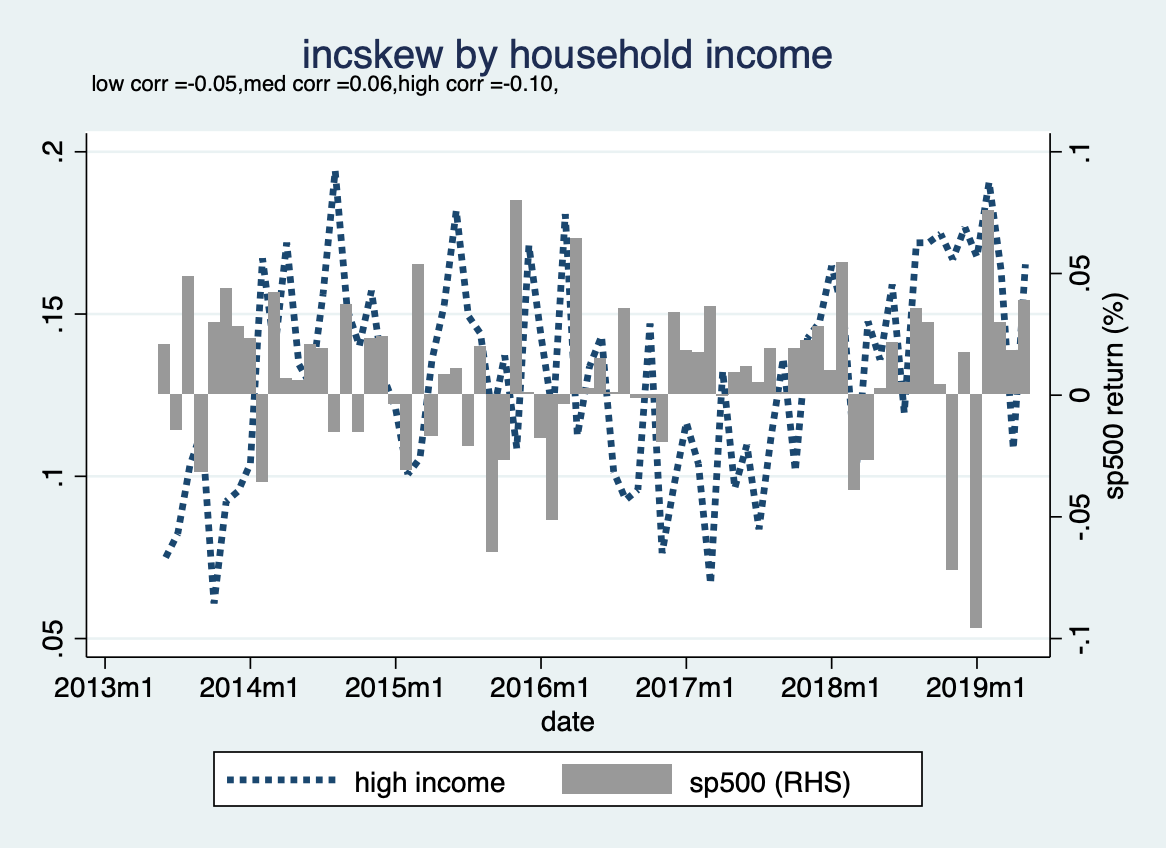 incskew by household income
low corr =-0.05,med corr =0.06,high corr =-0.10,
.2
.15
.1
.05
.1
.05
0
-.05
-.1
sp500 return (%)
2013m1 2014m1 2015m1 2016m1 2017m1 2018m1 2019m1
date
high income sp500 (RHS)